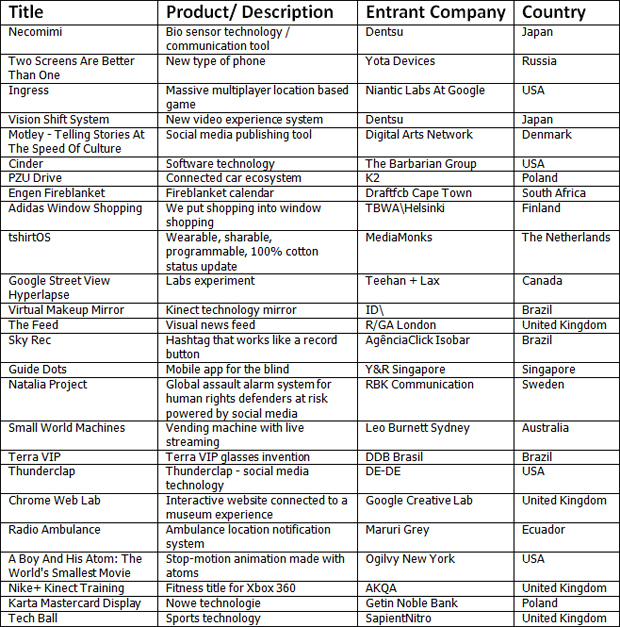 Title Product/ Description Entrant Company Country
Necomimi Bio sensor technology / Dentsu Japan
communication tool
Two Screens Are Better New type of phone Yota Devices Russia
Than One
Ingress Massive multiplayer location based Niantic Labs At Google USA
game
Vision Shift System New video experience system Dentsu Japan
Motley - Telling Stories At Social media publishing tool Digital Arts Network Denmark
The Speed Of Culture
Cinder Software technology The Barbarian Group USA
PZU Drive Connected car ecosystem K2 Poland
Engen Fireblanket Fireblanket calendar Draftfcb Cape Town South Africa
Adidas Window Shopping We put shopping into window TBWA\Helsinki Finland
shopping
tshirtOS Wearable, sharable, MediaMonks The Netherlands
programmable, 100% cotton
status update
Google Street View Labs experiment Teehan + Lax Canada
Hyperlapse
Virtual Makeup Mirror Kinect technology mirror ID\ Brazil
The Feed Visual news feed R/GA London United Kingdom
Sky Rec Hashtag that works like a record AgênciaClick Isobar Brazil
button
Guide Dots Mobile app for the blind Y&R Singapore Singapore
Natalia Project Global assault alarm system for RBK Communication Sweden
human rights defenders at risk
powered by social media
Small World Machines Vending machine with live Leo Burnett Sydney Australia
streaming
Terra VIP Terra VIP glasses invention DDB Brasil Brazil
Thunderclap Thunderclap - social media DE-DE USA
technology
Chrome Web Lab Interactive website connected to a Google Creative Lab United Kingdom
museum experience
Radio Ambulance Ambulance location notification Maruri Grey Ecuador
system
A Boy And His Atom: The Stop-motion animation made with Ogilvy New York USA
World's Smallest Movie atoms
Nike+ Kinect Training Fitness title for Xbox 360 AKQA United Kingdom
Karta Mastercard Display Nowe technologie Getin Noble Bank Poland
Tech Ball Sports technology SapientNitro United Kingdom